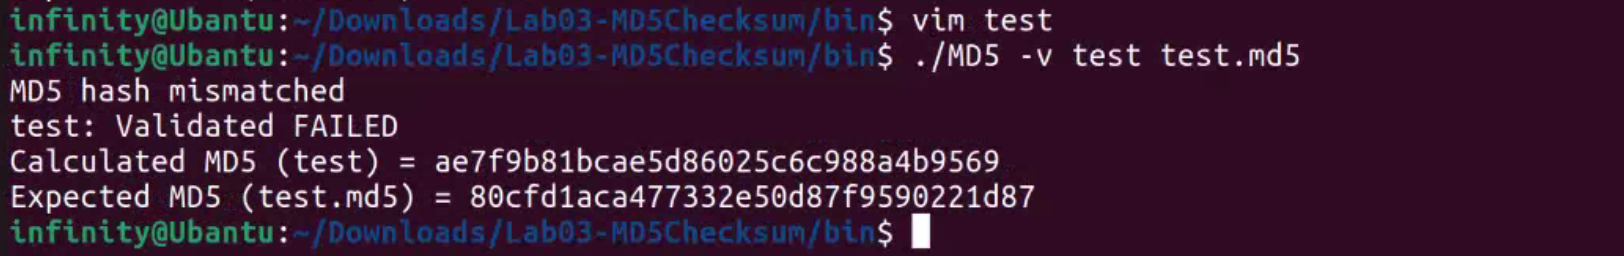 infinity@Ubantu:~/Downloads/Lab03-MD5Checksum/bin$ vim test
infinity@Ubantu:~/Downloads/Lab03-MD5Checksum/bin$ ./MD5 -v test test.md5
MD5 hash mismatched
test: Validated FAILED
Calculated MD5 (test) = ae7f9b81bcae5d86025c6c988a4b9569
Expected MD5 (test.md5) = 80cfd1aca477332e50d87f9590221d87
infinity@Ubantu:~/Downloads/Lab03-MD5Checksum/bin$